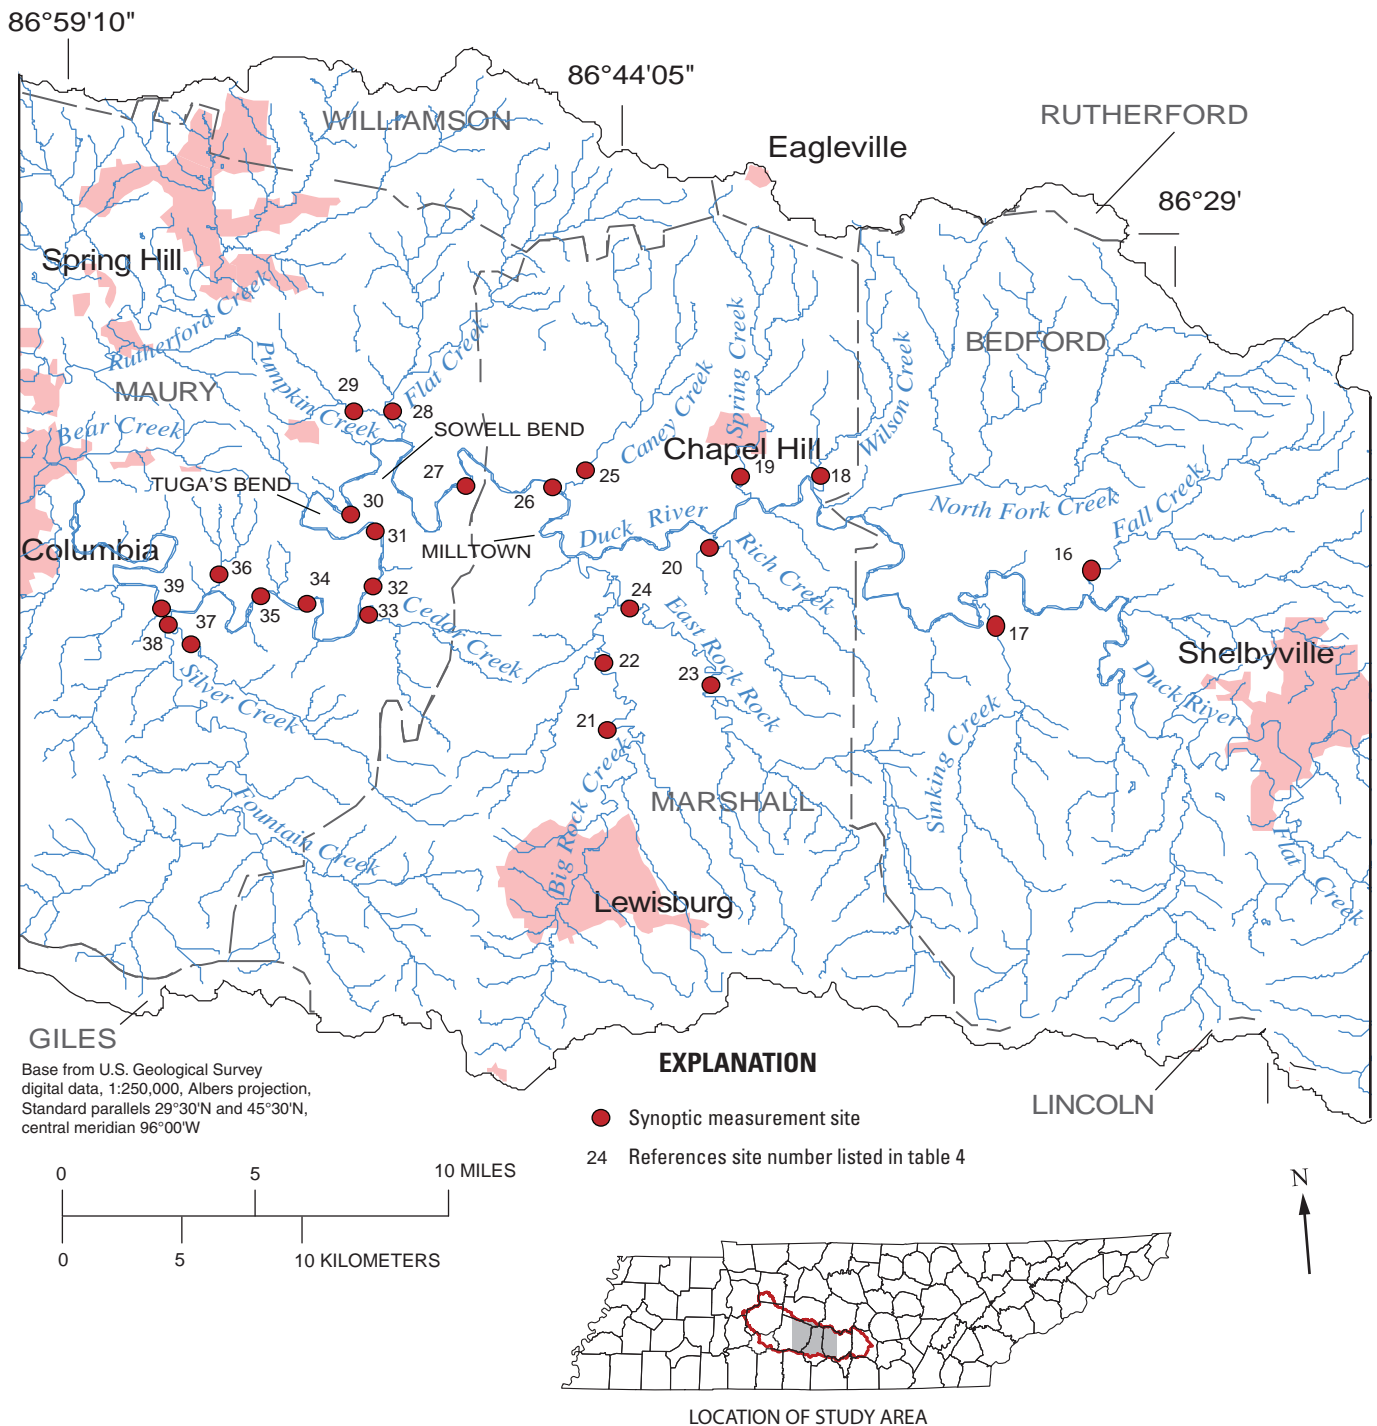 86°59'10"
86°44'05"
WILLIAMSON
RUTHERFORD
Eagleville
86°29'
Spring Hill
Rutherford Creek
Pumpkin Creek
Flat Creek
Spring Creek
Wilson Creek
BEDFORD
MAURY
29
28
Bear Creek
SOWELL BEND
Caney Creek
Chapel Hill
27
25
19
18
TUGA'S BEND
26
30
North Fork Creek
Fall Creek
Duck River
31
MILLTOWN
Columbia
Rich Creek
20
16
36
39
34
32
24
35
33
Cedar Creek
East Rock Rock
37
38
17
Shelbyville
22
23
Silver Creek
Duck River
21
Sinking Creek
Big Rock Creek
MARSHALL
Fountain Creek
Flat Creek
Lewisburg
GILES
Base from U.S. Geological Survey
digital data, 1:250,000, Albers projection,
Standard parallels 29°30'N and 45°30'N,
central meridian 96°00'W
EXPLANATION
LINCOLN
Synoptic measurement site
24 References site number listed in table 4
0 5 10 MILES
0 5 10 KILOMETERS
N
LOCATION OF STUDY AREA